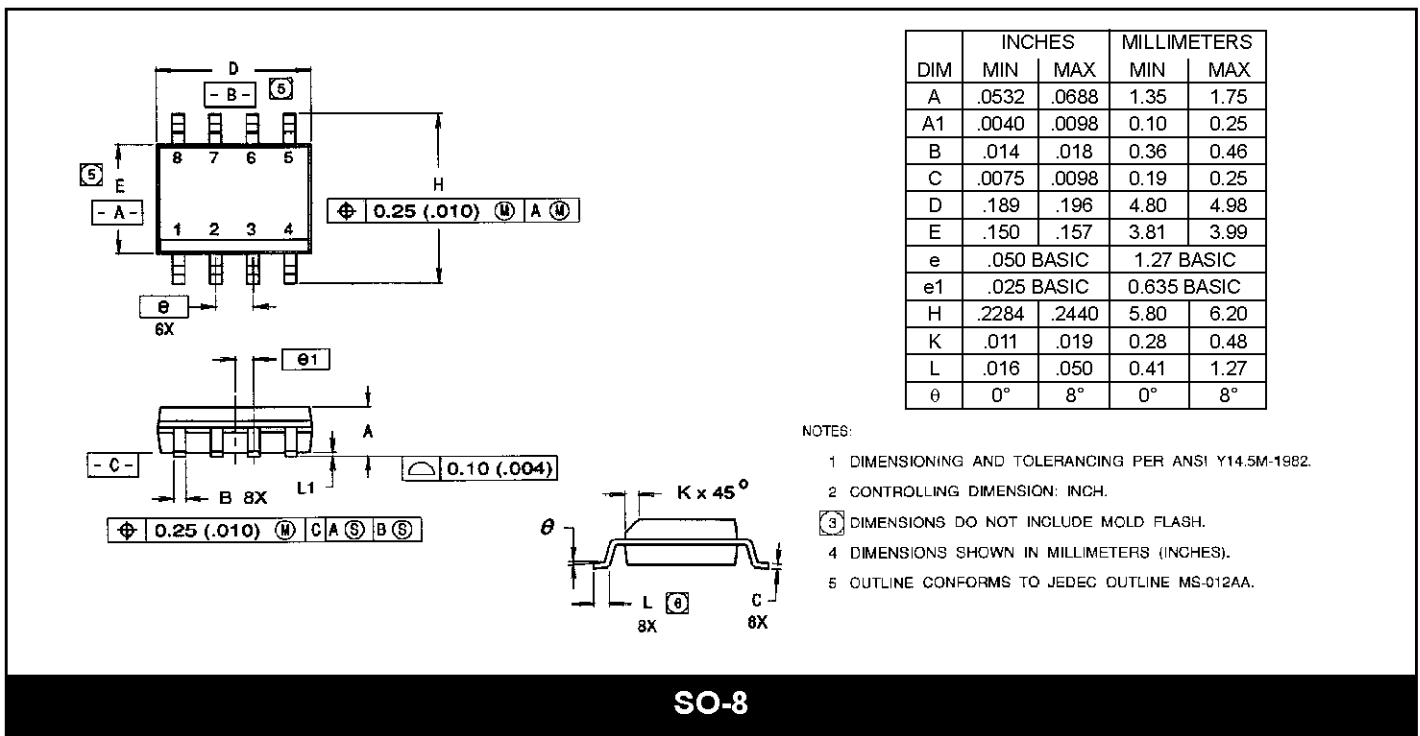 D
- B -
5
8 7 6 5
5
E
- A -
H
1 2 3 4
⌖ 0.25 (.010) Ⓜ A Ⓜ
e
6X
e1
A
- C -
L1
B 8X
⌓ 0.10 (.004)
⌖ 0.25 (.010) Ⓜ C A Ⓢ B Ⓢ
K x 45°
θ
L 6
8X
C
8X
INCHES MILLIMETERS
DIM MIN MAX MIN MAX
A .0532 .0688 1.35 1.75
A1 .0040 .0098 0.10 0.25
B .014 .018 0.36 0.46
C .0075 .0098 0.19 0.25
D .189 .196 4.80 4.98
E .150 .157 3.81 3.99
e .050 BASIC 1.27 BASIC
e1 .025 BASIC 0.635 BASIC
H .2284 .2440 5.80 6.20
K .011 .019 0.28 0.48
L .016 .050 0.41 1.27
θ 0° 8° 0° 8°
NOTES:
1 DIMENSIONING AND TOLERANCING PER ANSI Y14.5M-1982.
2 CONTROLLING DIMENSION: INCH.
3 DIMENSIONS DO NOT INCLUDE MOLD FLASH.
4 DIMENSIONS SHOWN IN MILLIMETERS (INCHES).
5 OUTLINE CONFORMS TO JEDEC OUTLINE MS-012AA.
SO-8